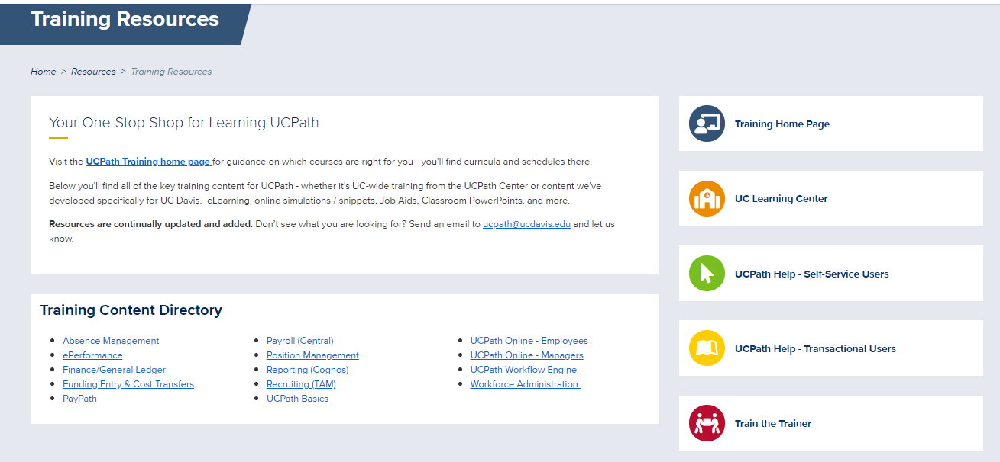 Training Resources
Home > Resources > Training Resources
Your One-Stop Shop for Learning UCPath
Visit the UCPath Training home page for guidance on which courses are right for you - you'll find curricula and schedules there.
Below you'll find all of the key training content for UCPath - whether it's UC-wide training from the UCPath Center or content we've
developed specifically for UC Davis. eLearning, online simulations / snippets, Job Aids, Classroom PowerPoints, and more.
Resources are continually updated and added. Don't see what you are looking for? Send an email to ucpath@ucdavis.edu and let us
know.
Training Content Directory
Absence Management
ePerformance
Finance/General Ledger
Funding Entry & Cost Transfers
PayPath
Payroll (Central)
Position Management
Reporting (Cognos)
Recruiting (TAM)
UCPath Basics
UCPath Online - Employees
UCPath Online - Managers
UCPath Workflow Engine
Workforce Administration
Training Home Page
UC Learning Center
UCPath Help - Self-Service Users
UCPath Help - Transactional Users
Train the Trainer